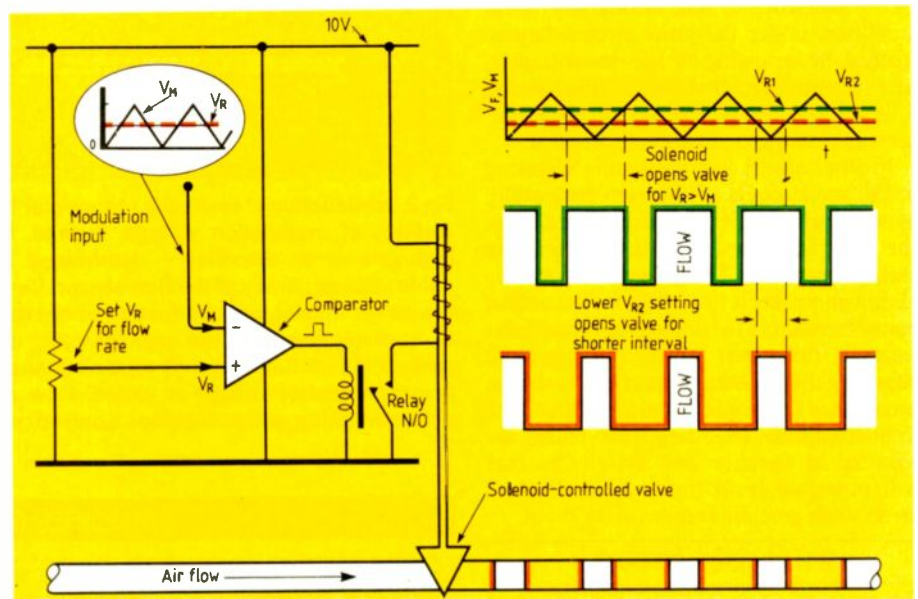 10V
V_M
V_R
0
Modulation
input
Set V_R
for flow
rate
V_M
−
+
V_R
Comparator
Relay
N/O
V_F, V_M
V_R1
V_R2
t
Solenoid
opens valve
for V_R>V_M
FLOW
Lower V_R2 setting
opens valve for
shorter interval
FLOW
Solenoid-controlled valve
Air flow